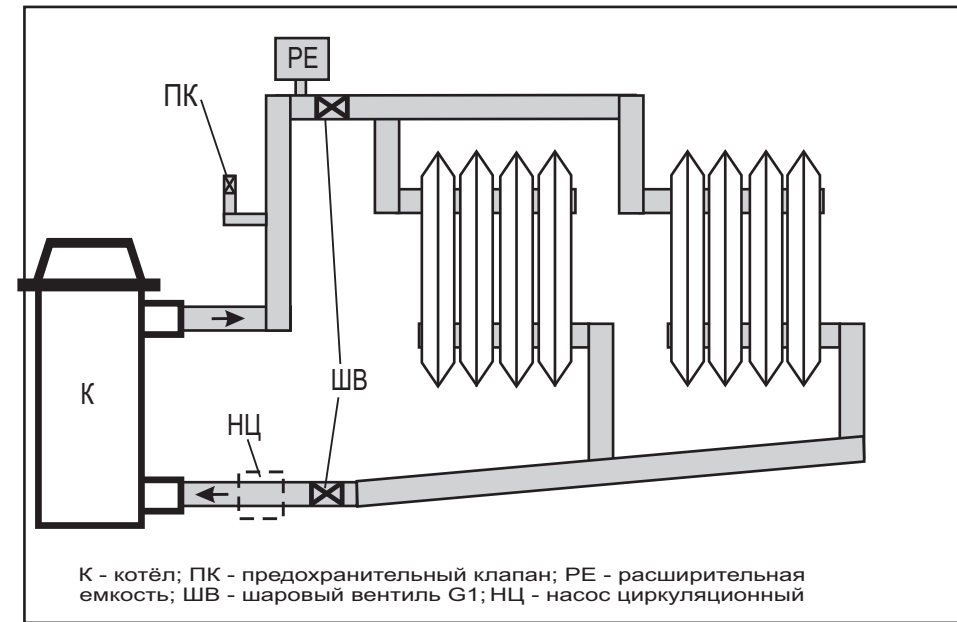 РЕ
ПК
ШВ
К
НЦ
К - котёл; ПК - предохранительный клапан; РЕ - расширительная
емкость; ШВ - шаровый вентиль G1; НЦ - насос циркуляционный